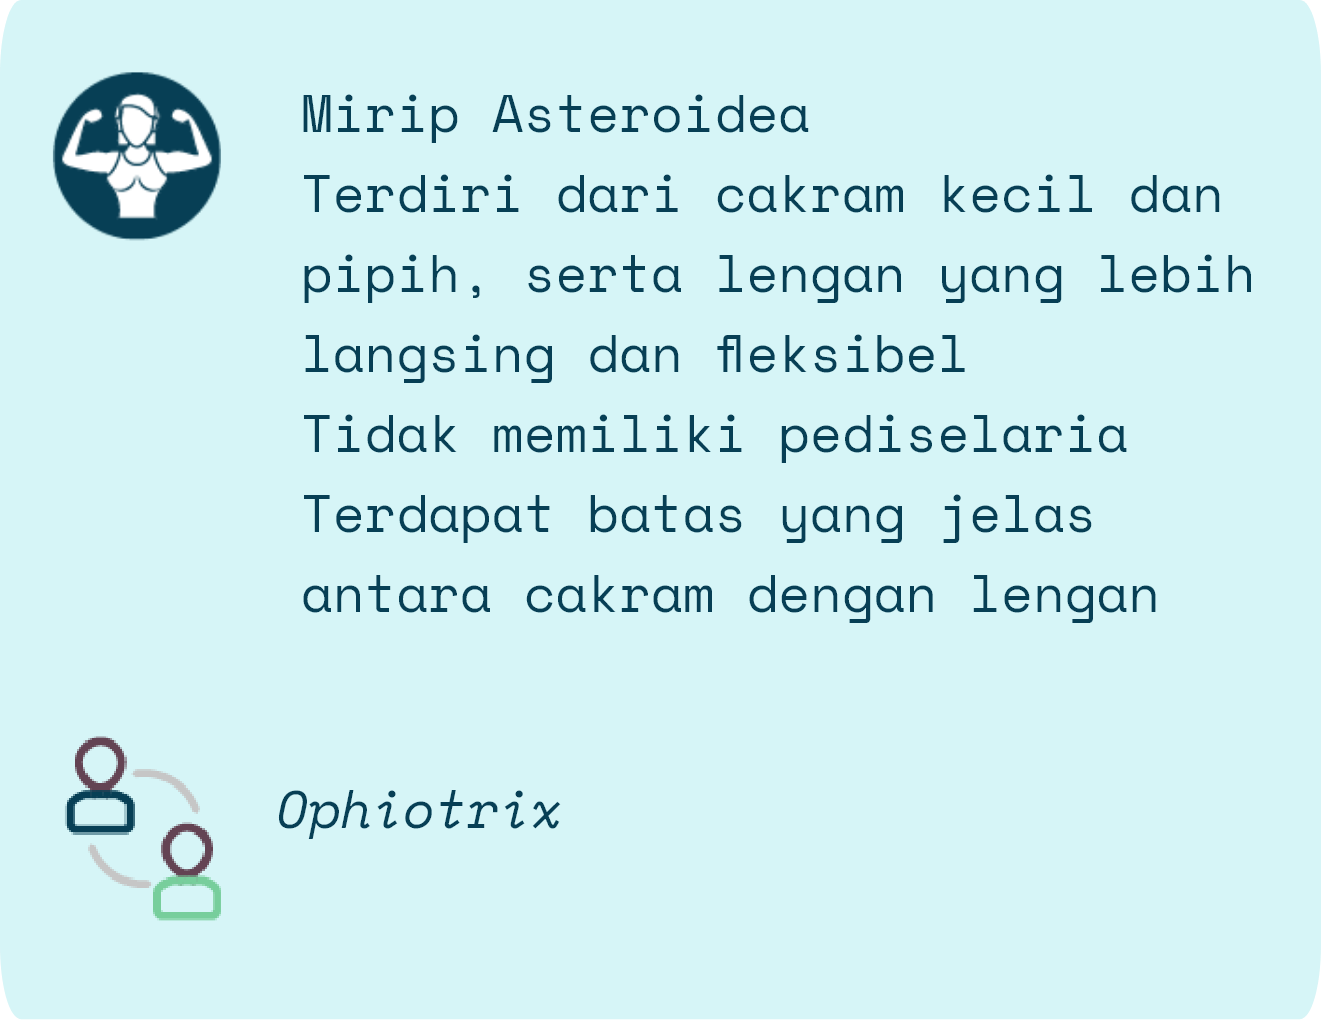 Mirip Asteroidea
Terdiri dari cakram kecil dan
pipih, serta lengan yang lebih
langsing dan fleksibel
Tidak memiliki pediselaria
Terdapat batas yang jelas
antara cakram dengan lengan
Ophiotrix